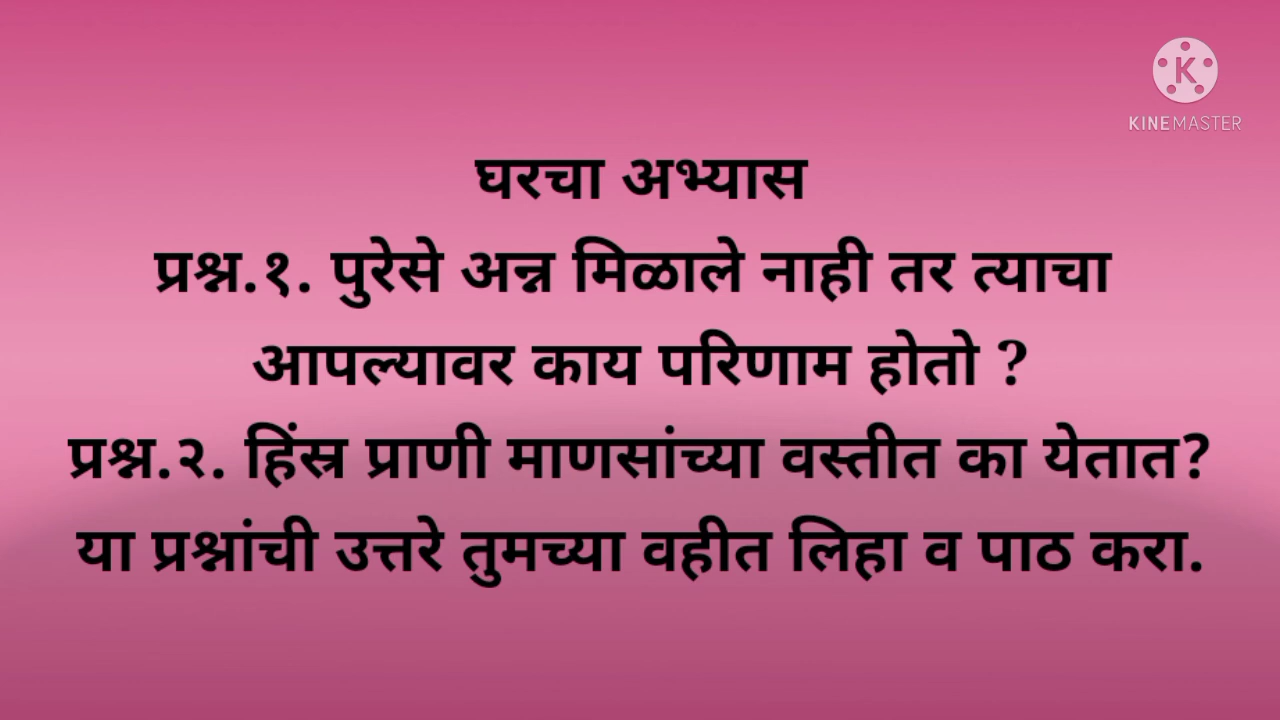 K
KINEMASTER
घरचा अभ्यास
प्रश्न.१. पुरेसे अन्न मिळाले नाही तर त्याचा
आपल्यावर काय परिणाम होतो ?
प्रश्न.२. हिंस्र प्राणी माणसांच्या वस्तीत का येतात?
या प्रश्नांची उत्तरे तुमच्या वहीत लिहा व पाठ करा.